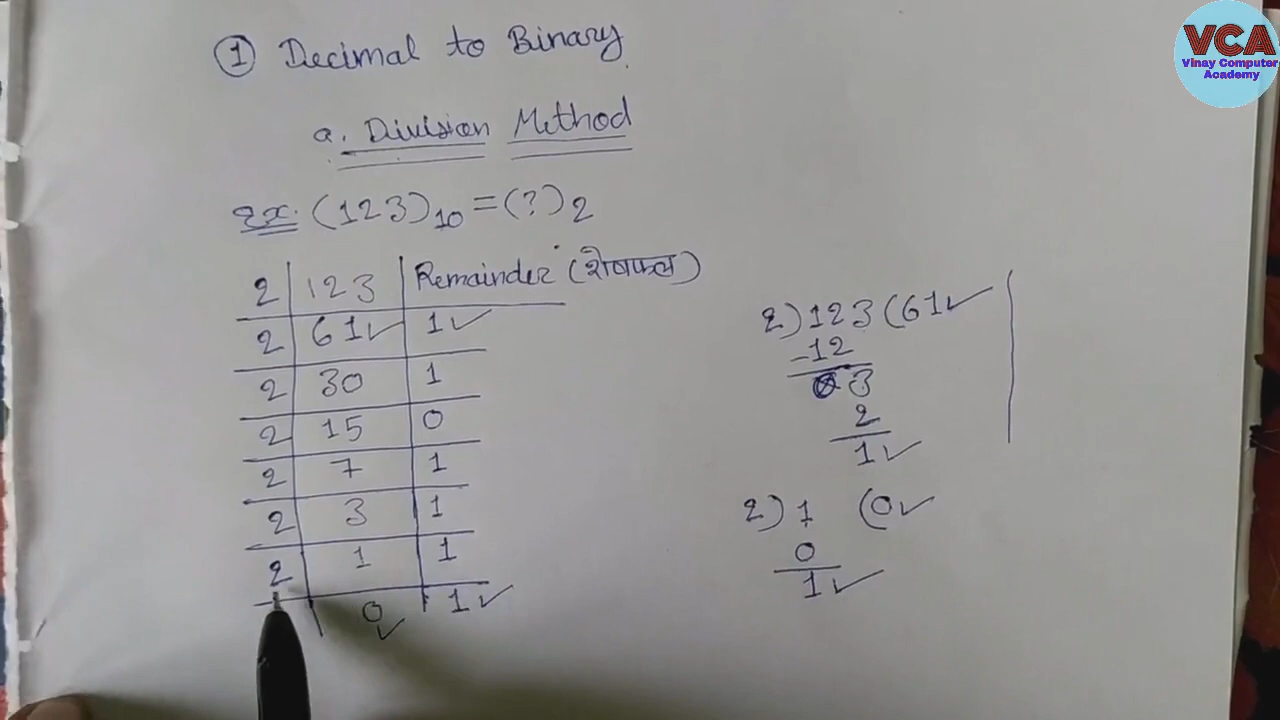 VCA
Vinay Computer
Academy
1 Decimal to Binary
a. Division Method
Ex: (123)10 = (?)2
2 | 123 | Remainder (शेषफल)
2 | 61✓ | 1✓
2 | 30 | 1
2 | 15 | 0
2 | 7 | 1
2 | 3 | 1
2 | 1 | 1
0✓ | 1✓
2) 123 (61✓
-12
03
2
1✓
2) 1 (0✓
0
1✓